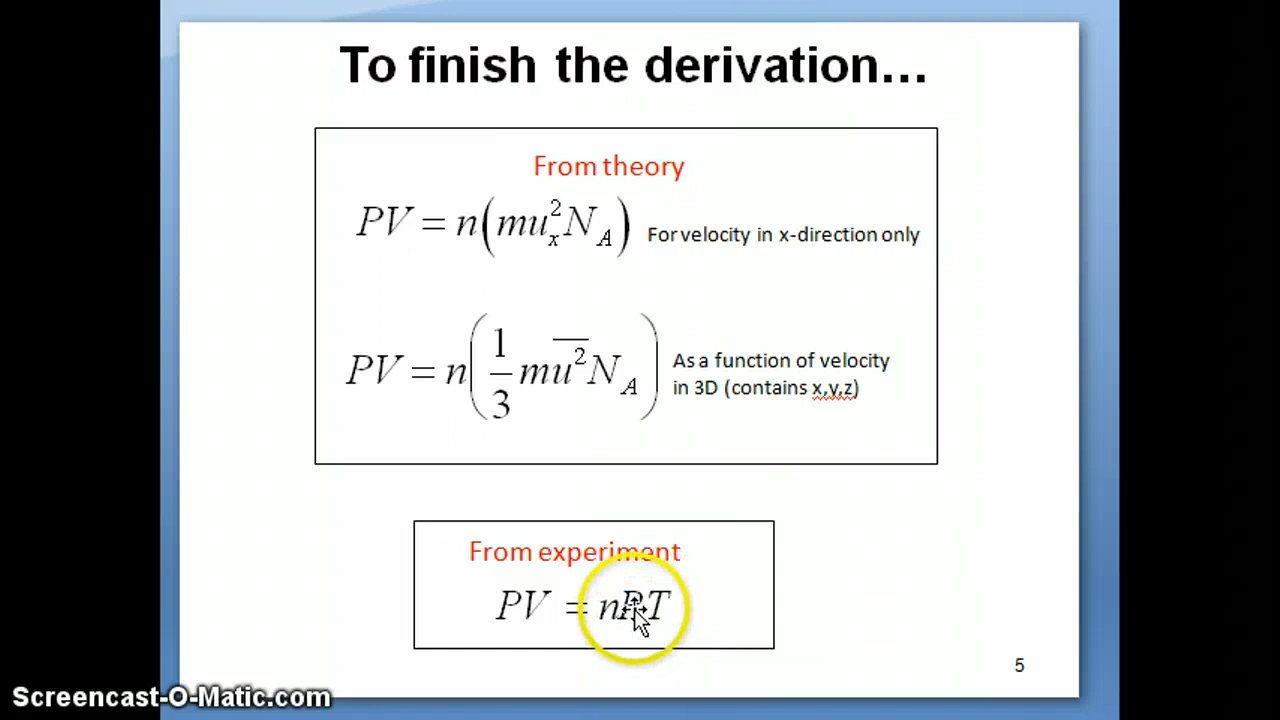 To finish the derivation...
From theory
PV = n(mu_x^2 N_A) For velocity in x-direction only
PV = n(1/3 m\overline{u^2} N_A) As a function of velocity
in 3D (contains x,y,z)
From experiment
PV = nRT
5
Screencast-O-Matic.com